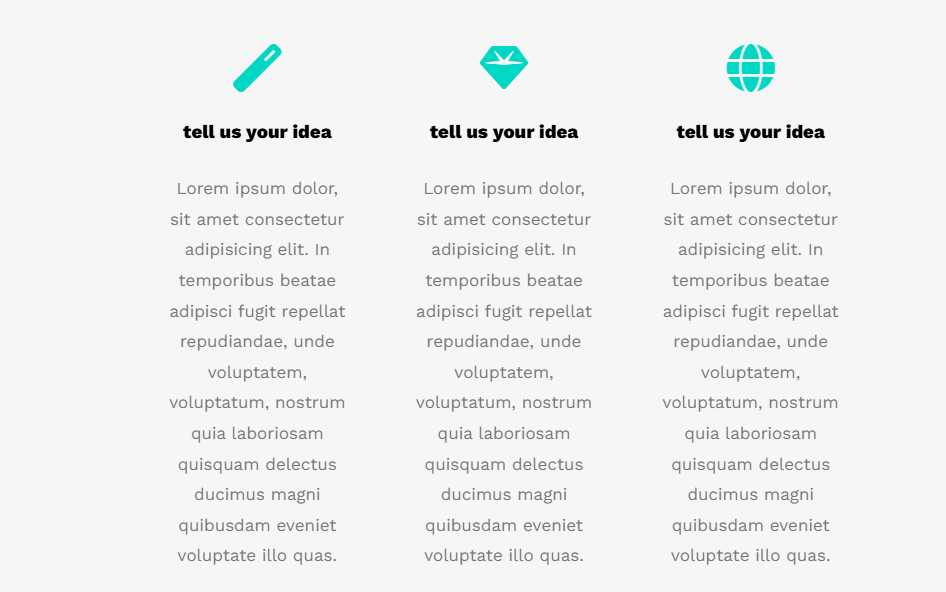 tell us your idea
Lorem ipsum dolor,
sit amet consectetur
adipisicing elit. In
temporibus beatae
adipisci fugit repellat
repudiandae, unde
voluptatem,
voluptatum, nostrum
quia laboriosam
quisquam delectus
ducimus magni
quibusdam eveniet
voluptate illo quas.
tell us your idea
Lorem ipsum dolor,
sit amet consectetur
adipisicing elit. In
temporibus beatae
adipisci fugit repellat
repudiandae, unde
voluptatem,
voluptatum, nostrum
quia laboriosam
quisquam delectus
ducimus magni
quibusdam eveniet
voluptate illo quas.
tell us your idea
Lorem ipsum dolor,
sit amet consectetur
adipisicing elit. In
temporibus beatae
adipisci fugit repellat
repudiandae, unde
voluptatem,
voluptatum, nostrum
quia laboriosam
quisquam delectus
ducimus magni
quibusdam eveniet
voluptate illo quas.